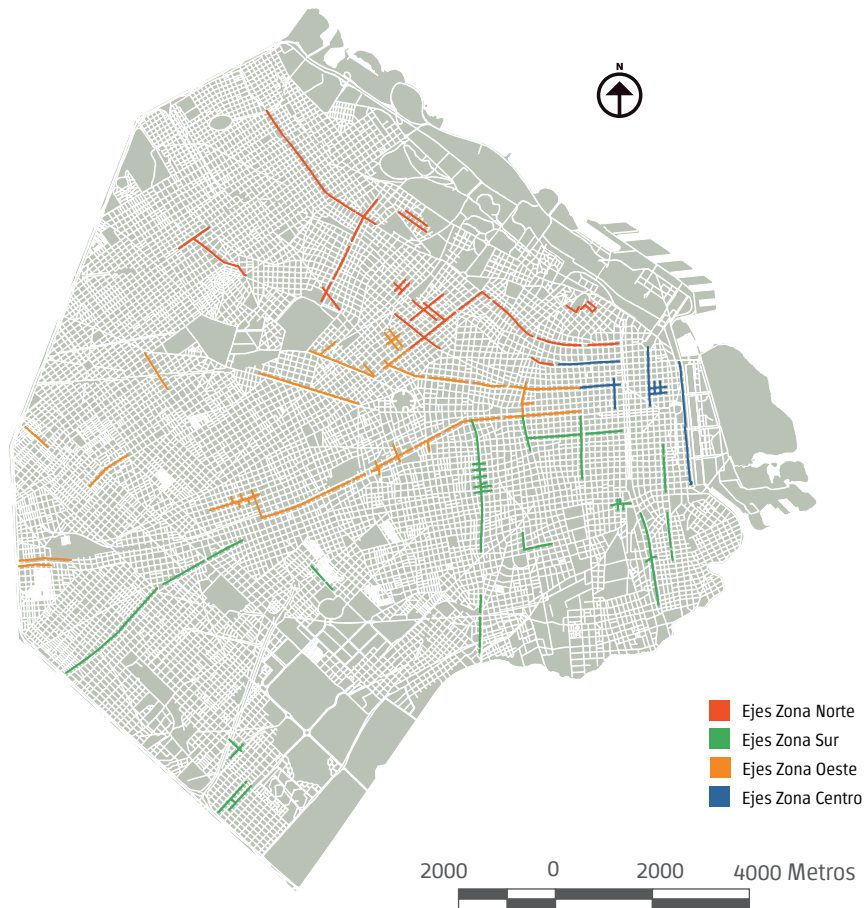 N
Ejes Zona Norte
Ejes Zona Sur
Ejes Zona Oeste
Ejes Zona Centro
2000 0 2000 4000 Metros